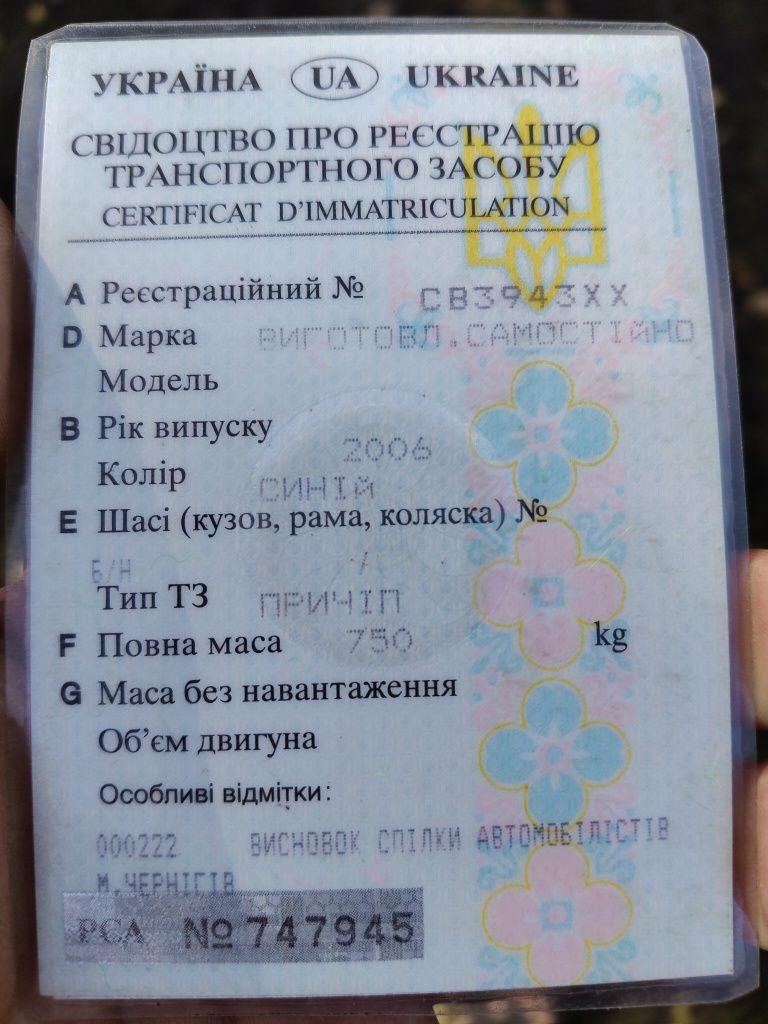 УКРАЇНА UA UKRAINE
СВІДОЦТВО ПРО РЕЄСТРАЦІЮ
ТРАНСПОРТНОГО ЗАСОБУ
CERTIFICAT D'IMMATRICULATION
A Реєстраційний № СВ3943ХХ
D Марка ВИГОТОВЛ.САМОСТІЙНО
Модель
B Рік випуску 2006
Колір СИНІЙ
E Шасі (кузов, рама, коляска) №
Б/Н /
Тип ТЗ ПРИЧІП
F Повна маса 750 kg
G Маса без навантаження
Об'єм двигуна
Особливі відмітки:
000222 ВИСНОВОК СПІЛКИ АВТОМОБІЛІСТІВ
М.ЧЕРНІГІВ
РСА № 747945